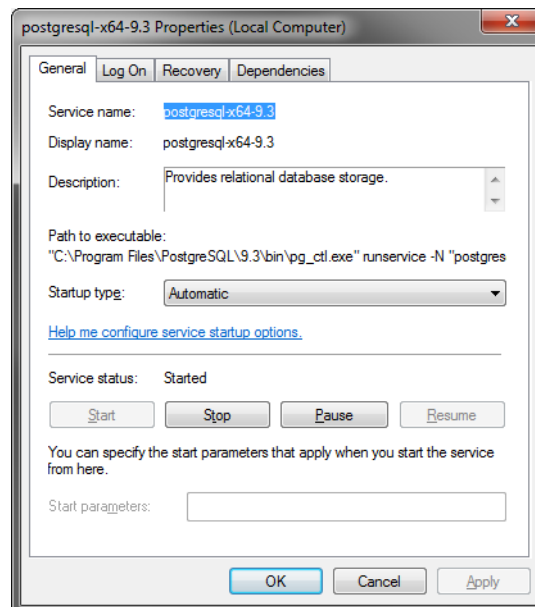 postgresql-x64-9.3 Properties (Local Computer)
General Log On Recovery Dependencies
Service name: postgresql-x64-9.3
Display name: postgresql-x64-9.3
Description: Provides relational database storage.
Path to executable:
"C:\Program Files\PostgreSQL\9.3\bin\pg_ctl.exe" runservice -N "postgres
Startup type: Automatic
Help me configure service startup options.
Service status: Started
Start Stop Pause Resume
You can specify the start parameters that apply when you start the service
from here.
Start parameters:
OK Cancel Apply